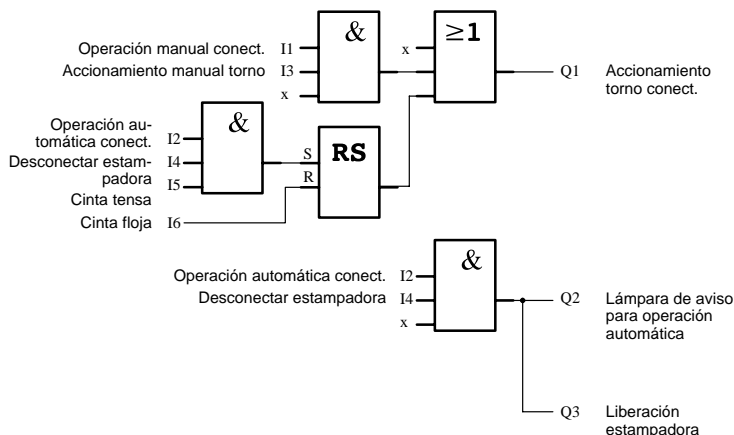 Operación manual conect. I1
Accionamiento manual torno I3
x
&
x
≥1
Q1 Accionamiento
torno conect.
Operación au-
tomática conect. I2
Desconectar estam-
padora I4
I5
Cinta tensa
Cinta floja I6
&
S
R
RS
Operación automática conect. I2
Desconectar estampadora I4
x
&
Q2 Lámpara de aviso
para operación
automática
Q3 Liberación
estampadora